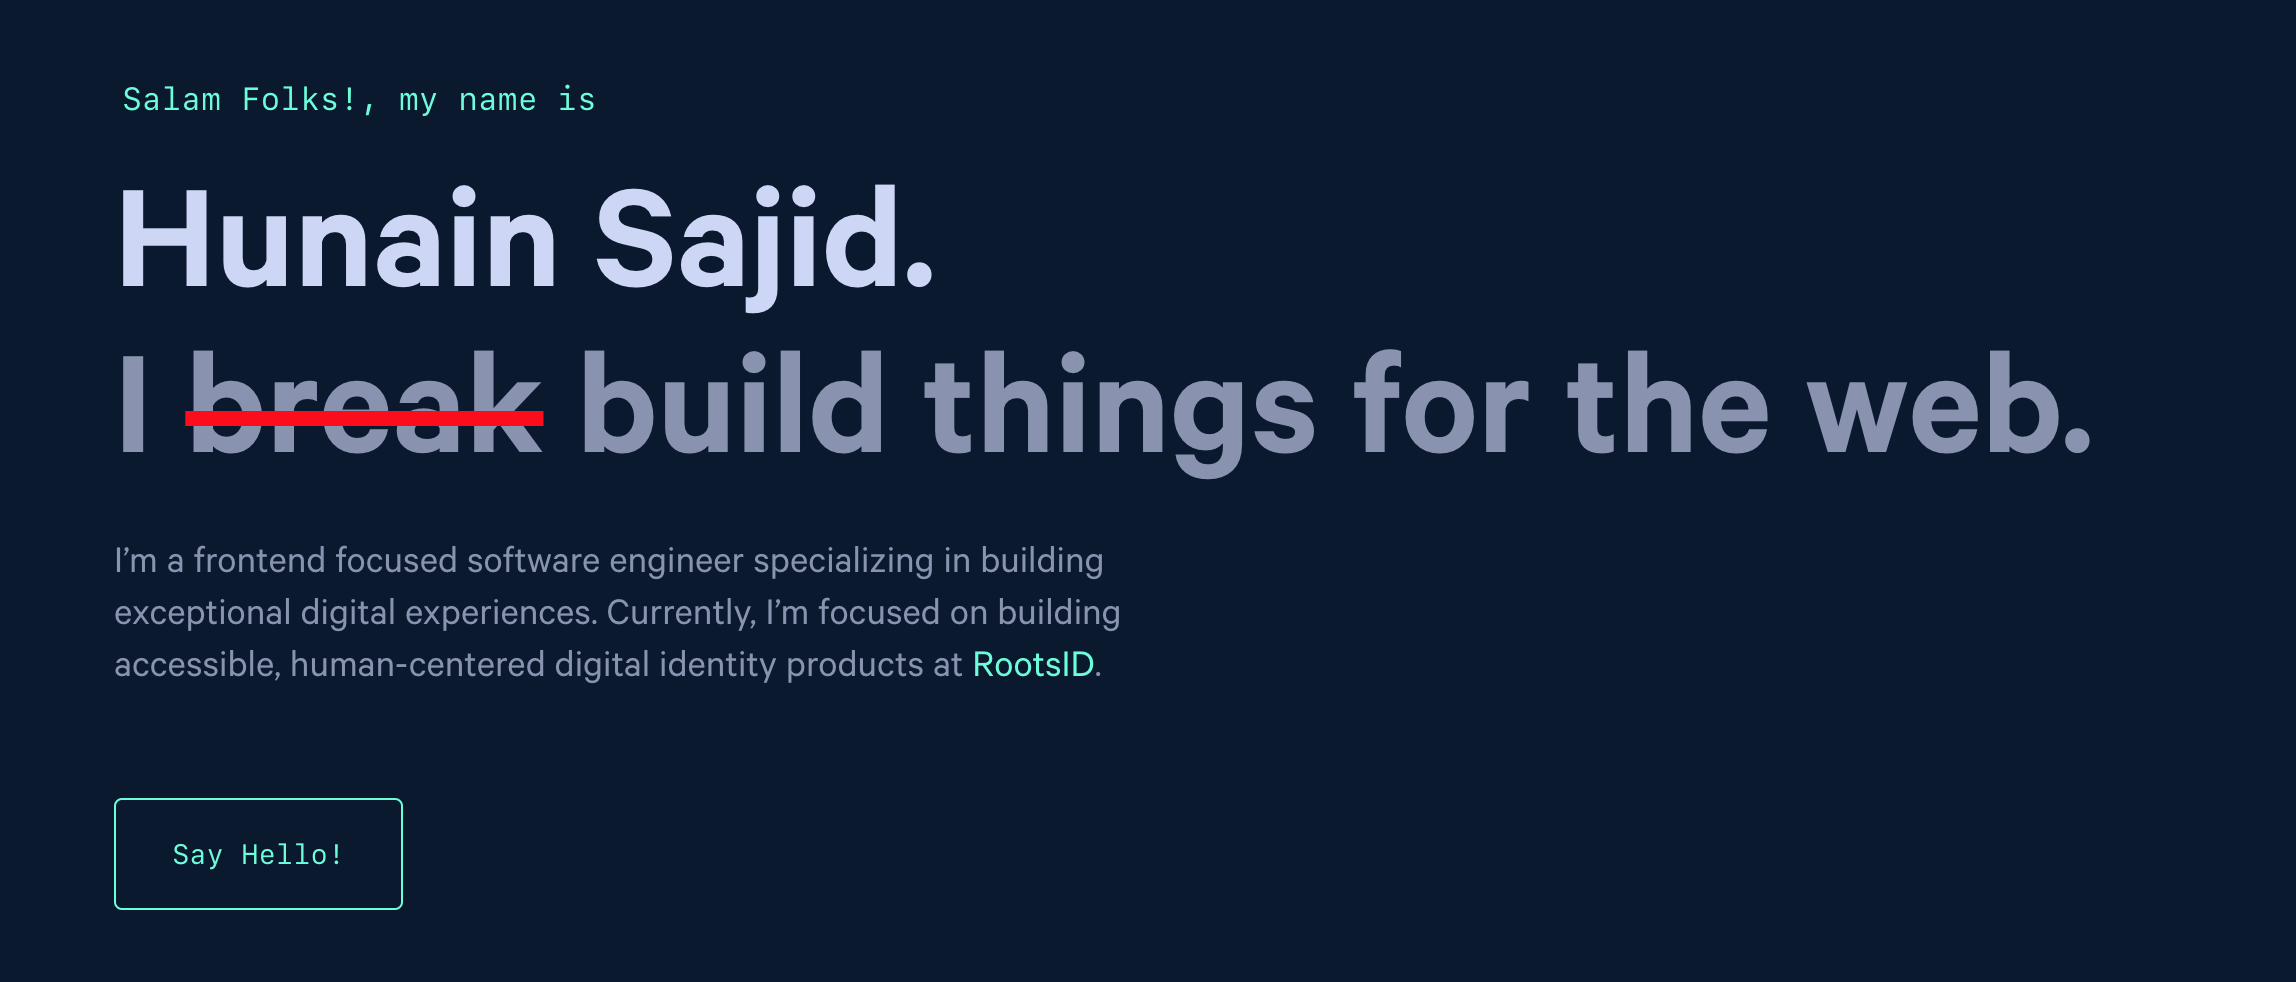 Salam Folks!, my name is
Hunain Sajid.
I break build things for the web.
I’m a frontend focused software engineer specializing in building
exceptional digital experiences. Currently, I’m focused on building
accessible, human-centered digital identity products at RootsID.
Say Hello!